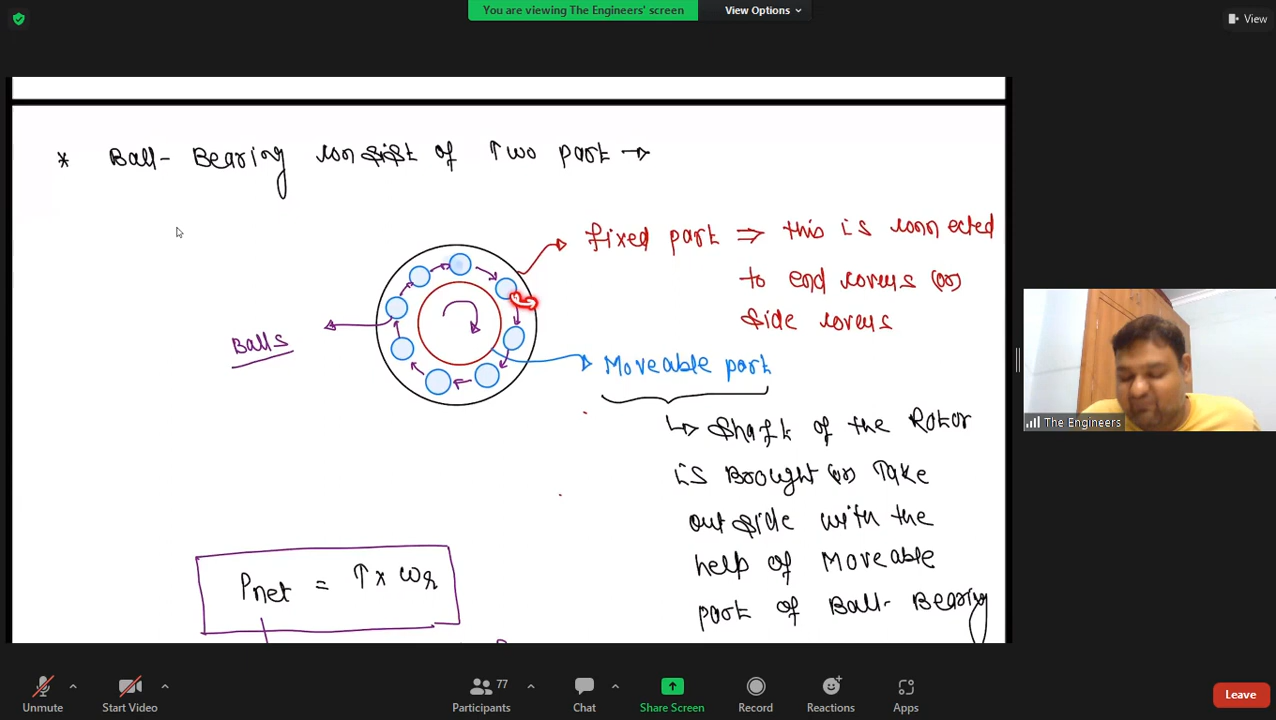 You are viewing The Engineers' screen
View Options
View
* Ball-Bearing consist of Two part →
fixed part ⇒ this is connected
to end covers (or)
side covers
Balls
Moveable part
↳ shaft of the Rotor
is Brought (or) Take
outside with the
help of Moveable
part of Ball-Bearing
Pnet = T x ωr
The Engineers
Unmute
Start Video
77
Participants
Chat
Share Screen
Record
Reactions
Apps
Leave